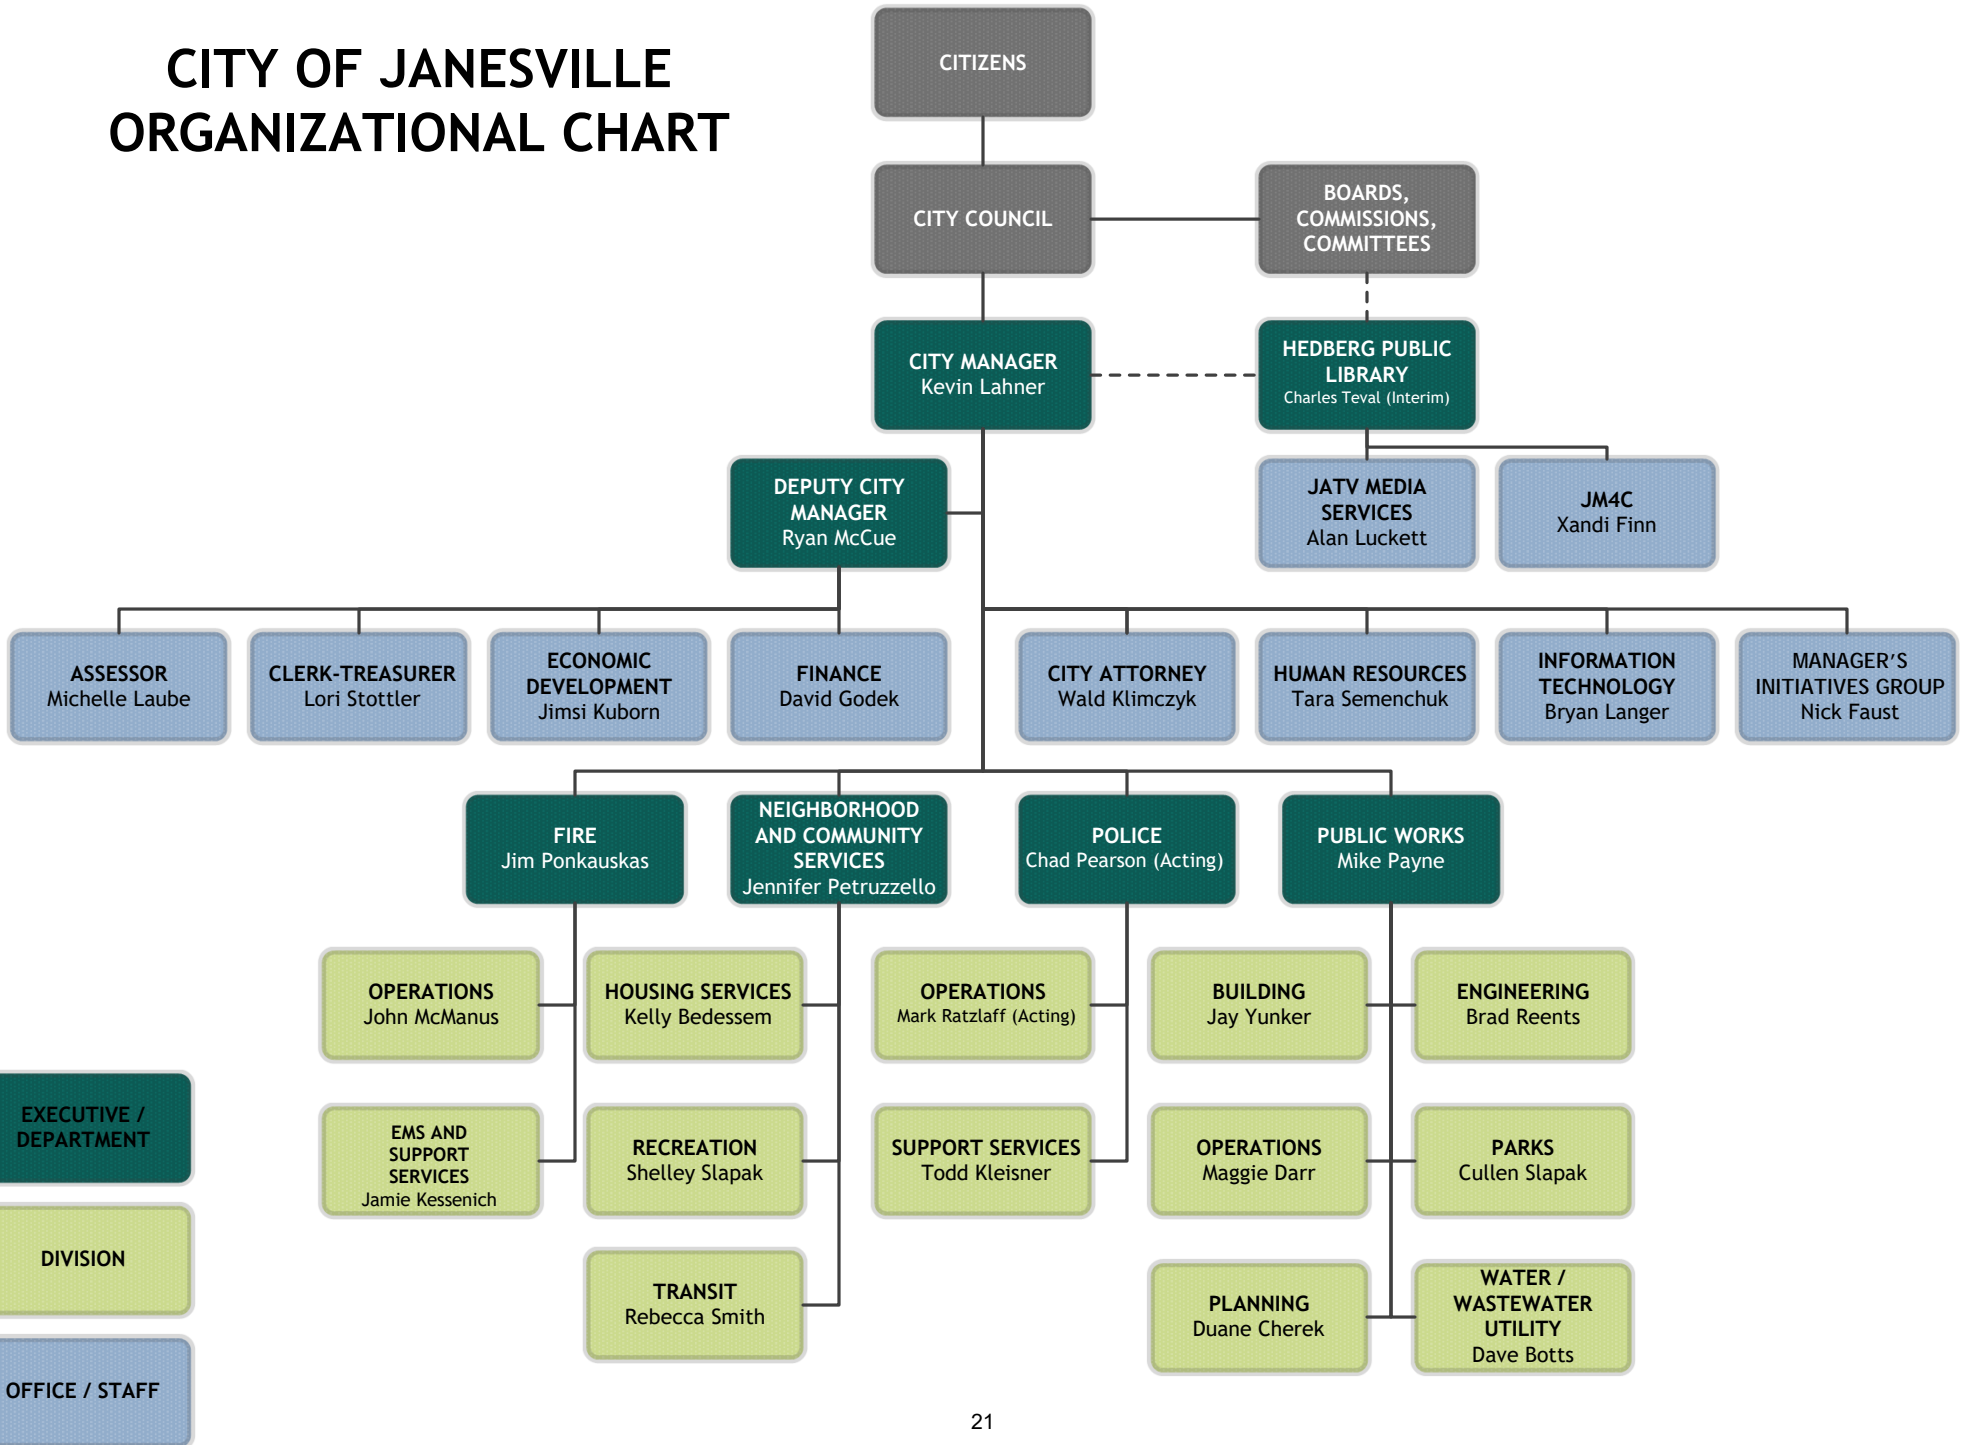 CITY OF JANESVILLE
ORGANIZATIONAL CHART
CITIZENS
CITY COUNCIL
BOARDS,
COMMISSIONS,
COMMITTEES
CITY MANAGER
Kevin Lahner
HEDBERG PUBLIC
LIBRARY
Charles Teval (Interim)
DEPUTY CITY
MANAGER
Ryan McCue
JATV MEDIA
SERVICES
Alan Luckett
JM4C
Xandi Finn
ASSESSOR
Michelle Laube
CLERK-TREASURER
Lori Stottler
ECONOMIC
DEVELOPMENT
Jimsi Kuborn
FINANCE
David Godek
CITY ATTORNEY
Wald Klimczyk
HUMAN RESOURCES
Tara Semenchuk
INFORMATION
TECHNOLOGY
Bryan Langer
MANAGER’S
INITIATIVES GROUP
Nick Faust
FIRE
Jim Ponkauskas
NEIGHBORHOOD
AND COMMUNITY
SERVICES
Jennifer Petruzzello
POLICE
Chad Pearson (Acting)
PUBLIC WORKS
Mike Payne
OPERATIONS
John McManus
HOUSING SERVICES
Kelly Bedessem
OPERATIONS
Mark Ratzlaff (Acting)
BUILDING
Jay Yunker
ENGINEERING
Brad Reents
EMS AND
SUPPORT
SERVICES
Jamie Kessenich
RECREATION
Shelley Slapak
SUPPORT SERVICES
Todd Kleisner
OPERATIONS
Maggie Darr
PARKS
Cullen Slapak
TRANSIT
Rebecca Smith
PLANNING
Duane Cherek
WATER /
WASTEWATER
UTILITY
Dave Botts
EXECUTIVE /
DEPARTMENT
DIVISION
OFFICE / STAFF
21